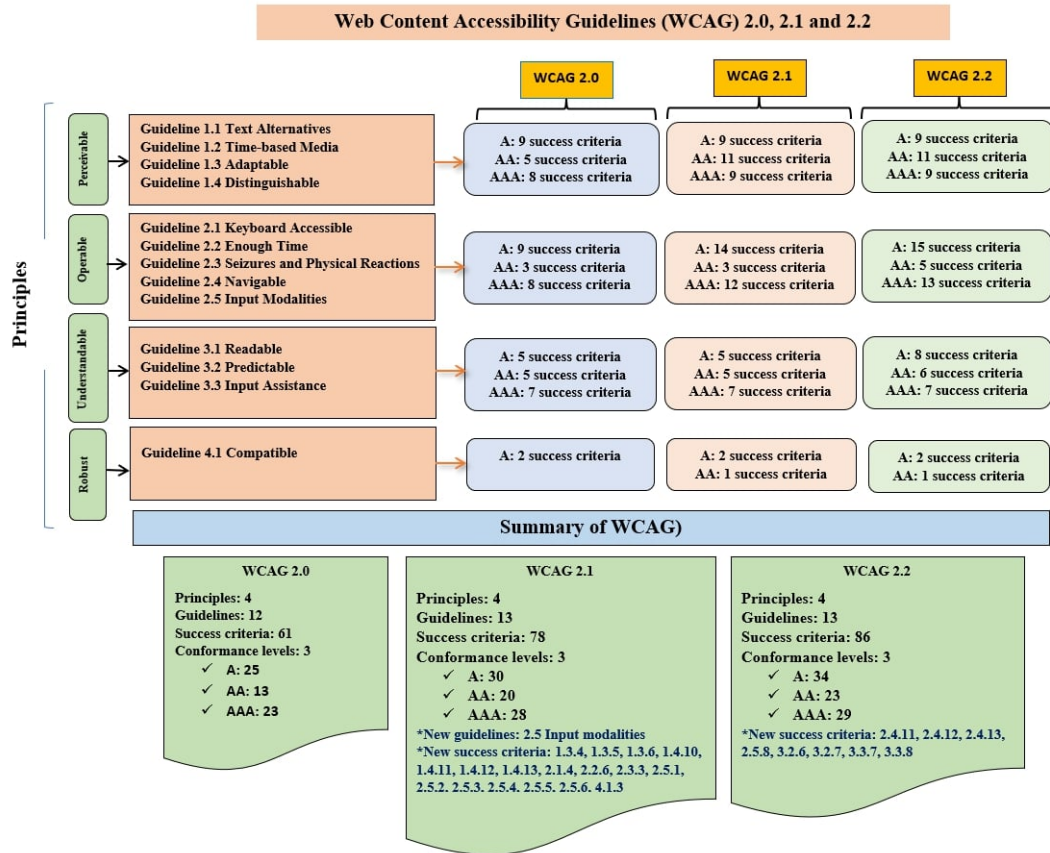 Web Content Accessibility Guidelines (WCAG) 2.0, 2.1 and 2.2
WCAG 2.0
WCAG 2.1
WCAG 2.2
Principles
Perceivable
Guideline 1.1 Text Alternatives
Guideline 1.2 Time-based Media
Guideline 1.3 Adaptable
Guideline 1.4 Distinguishable
A: 9 success criteria
AA: 5 success criteria
AAA: 8 success criteria
A: 9 success criteria
AA: 11 success criteria
AAA: 9 success criteria
A: 9 success criteria
AA: 11 success criteria
AAA: 9 success criteria
Operable
Guideline 2.1 Keyboard Accessible
Guideline 2.2 Enough Time
Guideline 2.3 Seizures and Physical Reactions
Guideline 2.4 Navigable
Guideline 2.5 Input Modalities
A: 9 success criteria
AA: 3 success criteria
AAA: 8 success criteria
A: 14 success criteria
AA: 3 success criteria
AAA: 12 success criteria
A: 15 success criteria
AA: 5 success criteria
AAA: 13 success criteria
Understandable
Guideline 3.1 Readable
Guideline 3.2 Predictable
Guideline 3.3 Input Assistance
A: 5 success criteria
AA: 5 success criteria
AAA: 7 success criteria
A: 5 success criteria
AA: 5 success criteria
AAA: 7 success criteria
A: 8 success criteria
AA: 6 success criteria
AAA: 7 success criteria
Robust
Guideline 4.1 Compatible
A: 2 success criteria
A: 2 success criteria
AA: 1 success criteria
A: 2 success criteria
AA: 1 success criteria
Summary of WCAG)
WCAG 2.0
Principles: 4
Guidelines: 12
Success criteria: 61
Conformance levels: 3
✓ A: 25
✓ AA: 13
✓ AAA: 23
WCAG 2.1
Principles: 4
Guidelines: 13
Success criteria: 78
Conformance levels: 3
✓ A: 30
✓ AA: 20
✓ AAA: 28
*New guidelines: 2.5 Input modalities
*New success criteria: 1.3.4, 1.3.5, 1.3.6, 1.4.10,
1.4.11, 1.4.12, 1.4.13, 2.1.4, 2.2.6, 2.3.3, 2.5.1,
2.5.2, 2.5.3, 2.5.4, 2.5.5, 2.5.6, 4.1.3
WCAG 2.2
Principles: 4
Guidelines: 13
Success criteria: 86
Conformance levels: 3
✓ A: 34
✓ AA: 23
✓ AAA: 29
*New success criteria: 2.4.11, 2.4.12, 2.4.13,
2.5.8, 3.2.6, 3.2.7, 3.3.7, 3.3.8